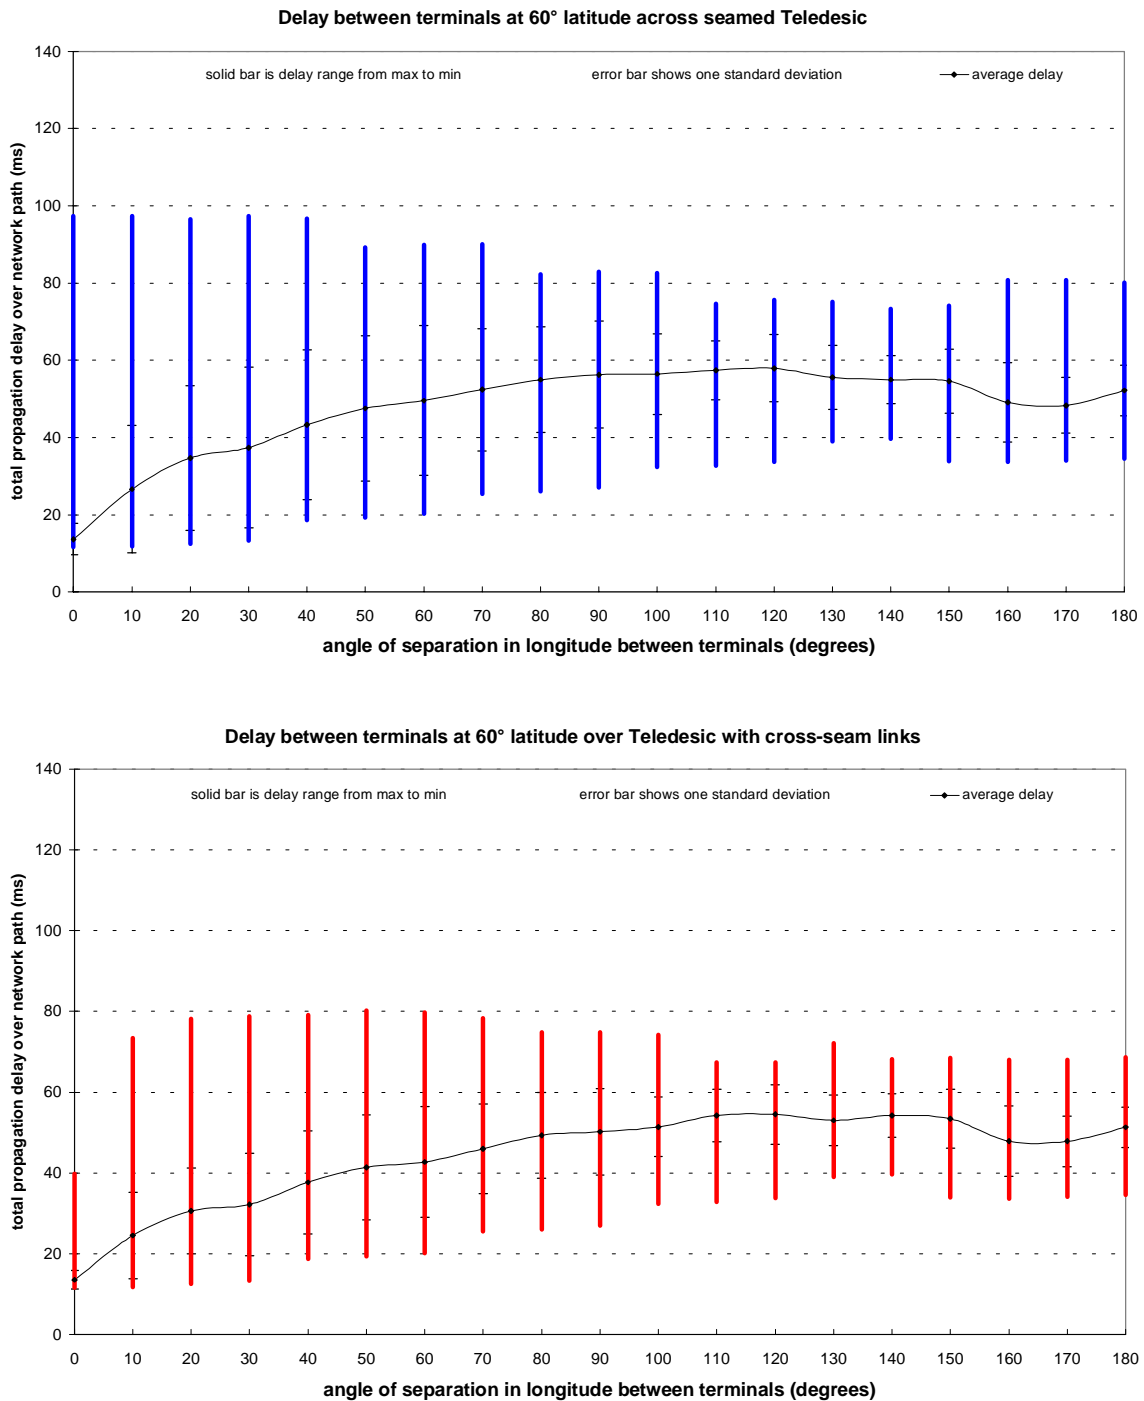 Delay between terminals at 60° latitude across seamed Teledesic
140
solid bar is delay range from max to min error bar shows one standard deviation average delay
120
100
80
60
40
20
0
total propagation delay over network path (ms)
0 10 20 30 40 50 60 70 80 90 100 110 120 130 140 150 160 170 180
angle of separation in longitude between terminals (degrees)
Delay between terminals at 60° latitude over Teledesic with cross-seam links
140
solid bar is delay range from max to min error bar shows one standard deviation average delay
120
100
80
60
40
20
0
total propagation delay over network path (ms)
0 10 20 30 40 50 60 70 80 90 100 110 120 130 140 150 160 170 180
angle of separation in longitude between terminals (degrees)